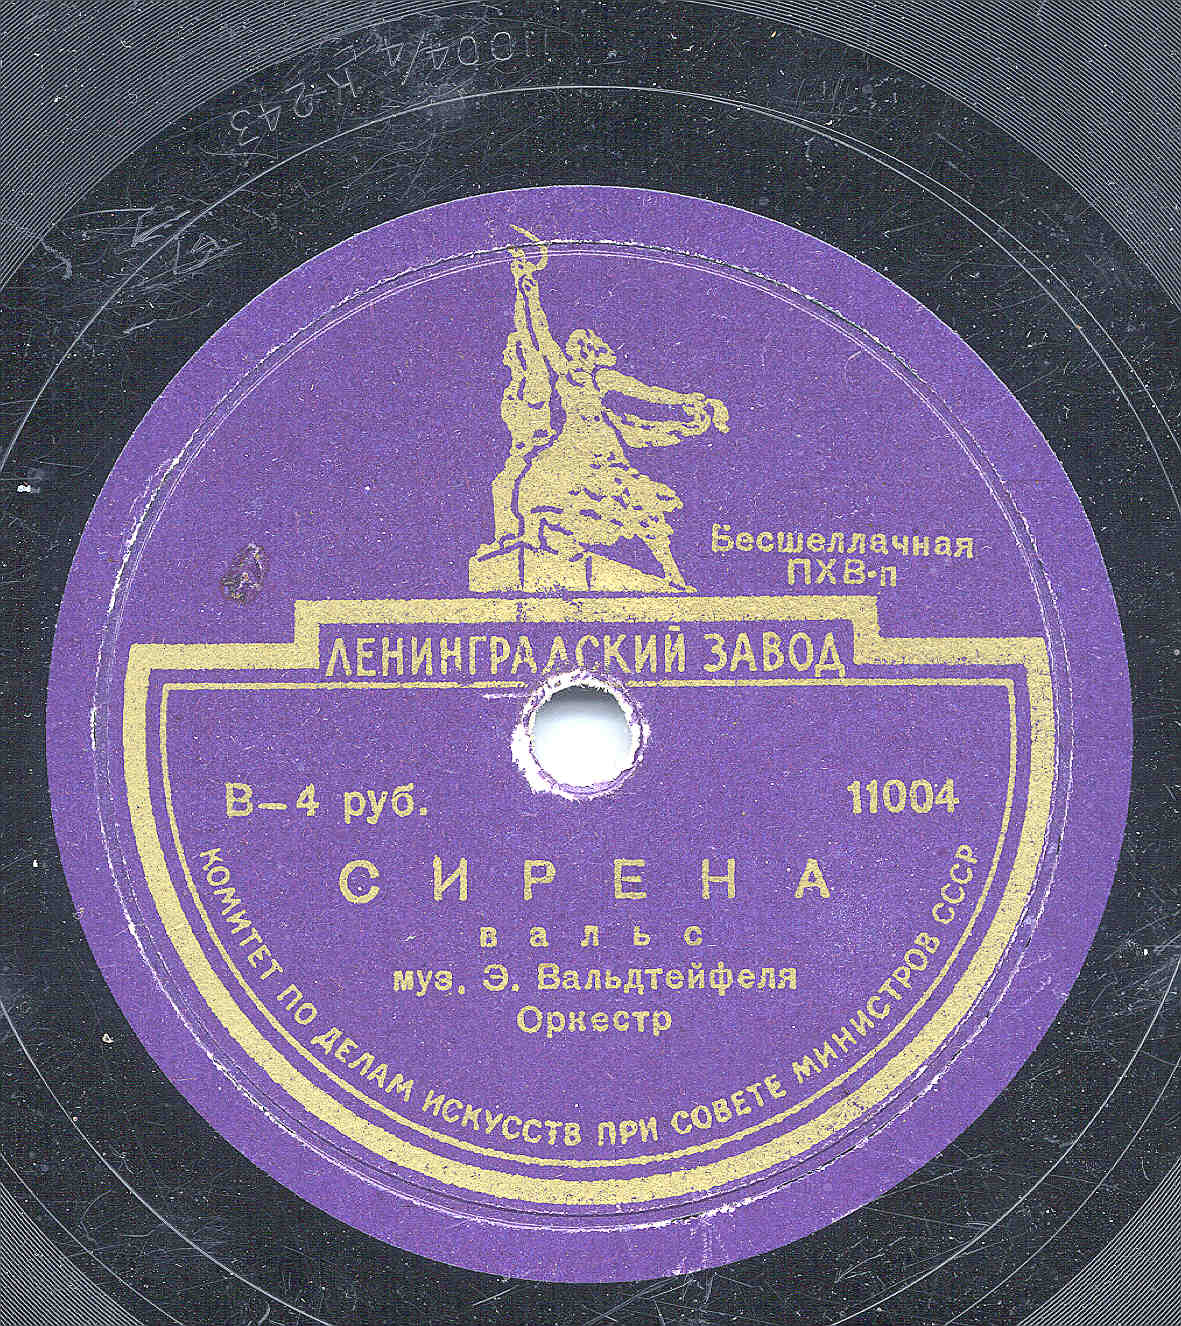 11004/4 К-243
Бесшеллачная
ПХВ-п
ЛЕНИНГРАДСКИЙ ЗАВОД
В–4 руб.
11004
СИРЕНА
вальс
муз. Э. Вальдтейфеля
Оркестр
КОМИТЕТ ПО ДЕЛАМ ИСКУССТВ ПРИ СОВЕТЕ МИНИСТРОВ СССР